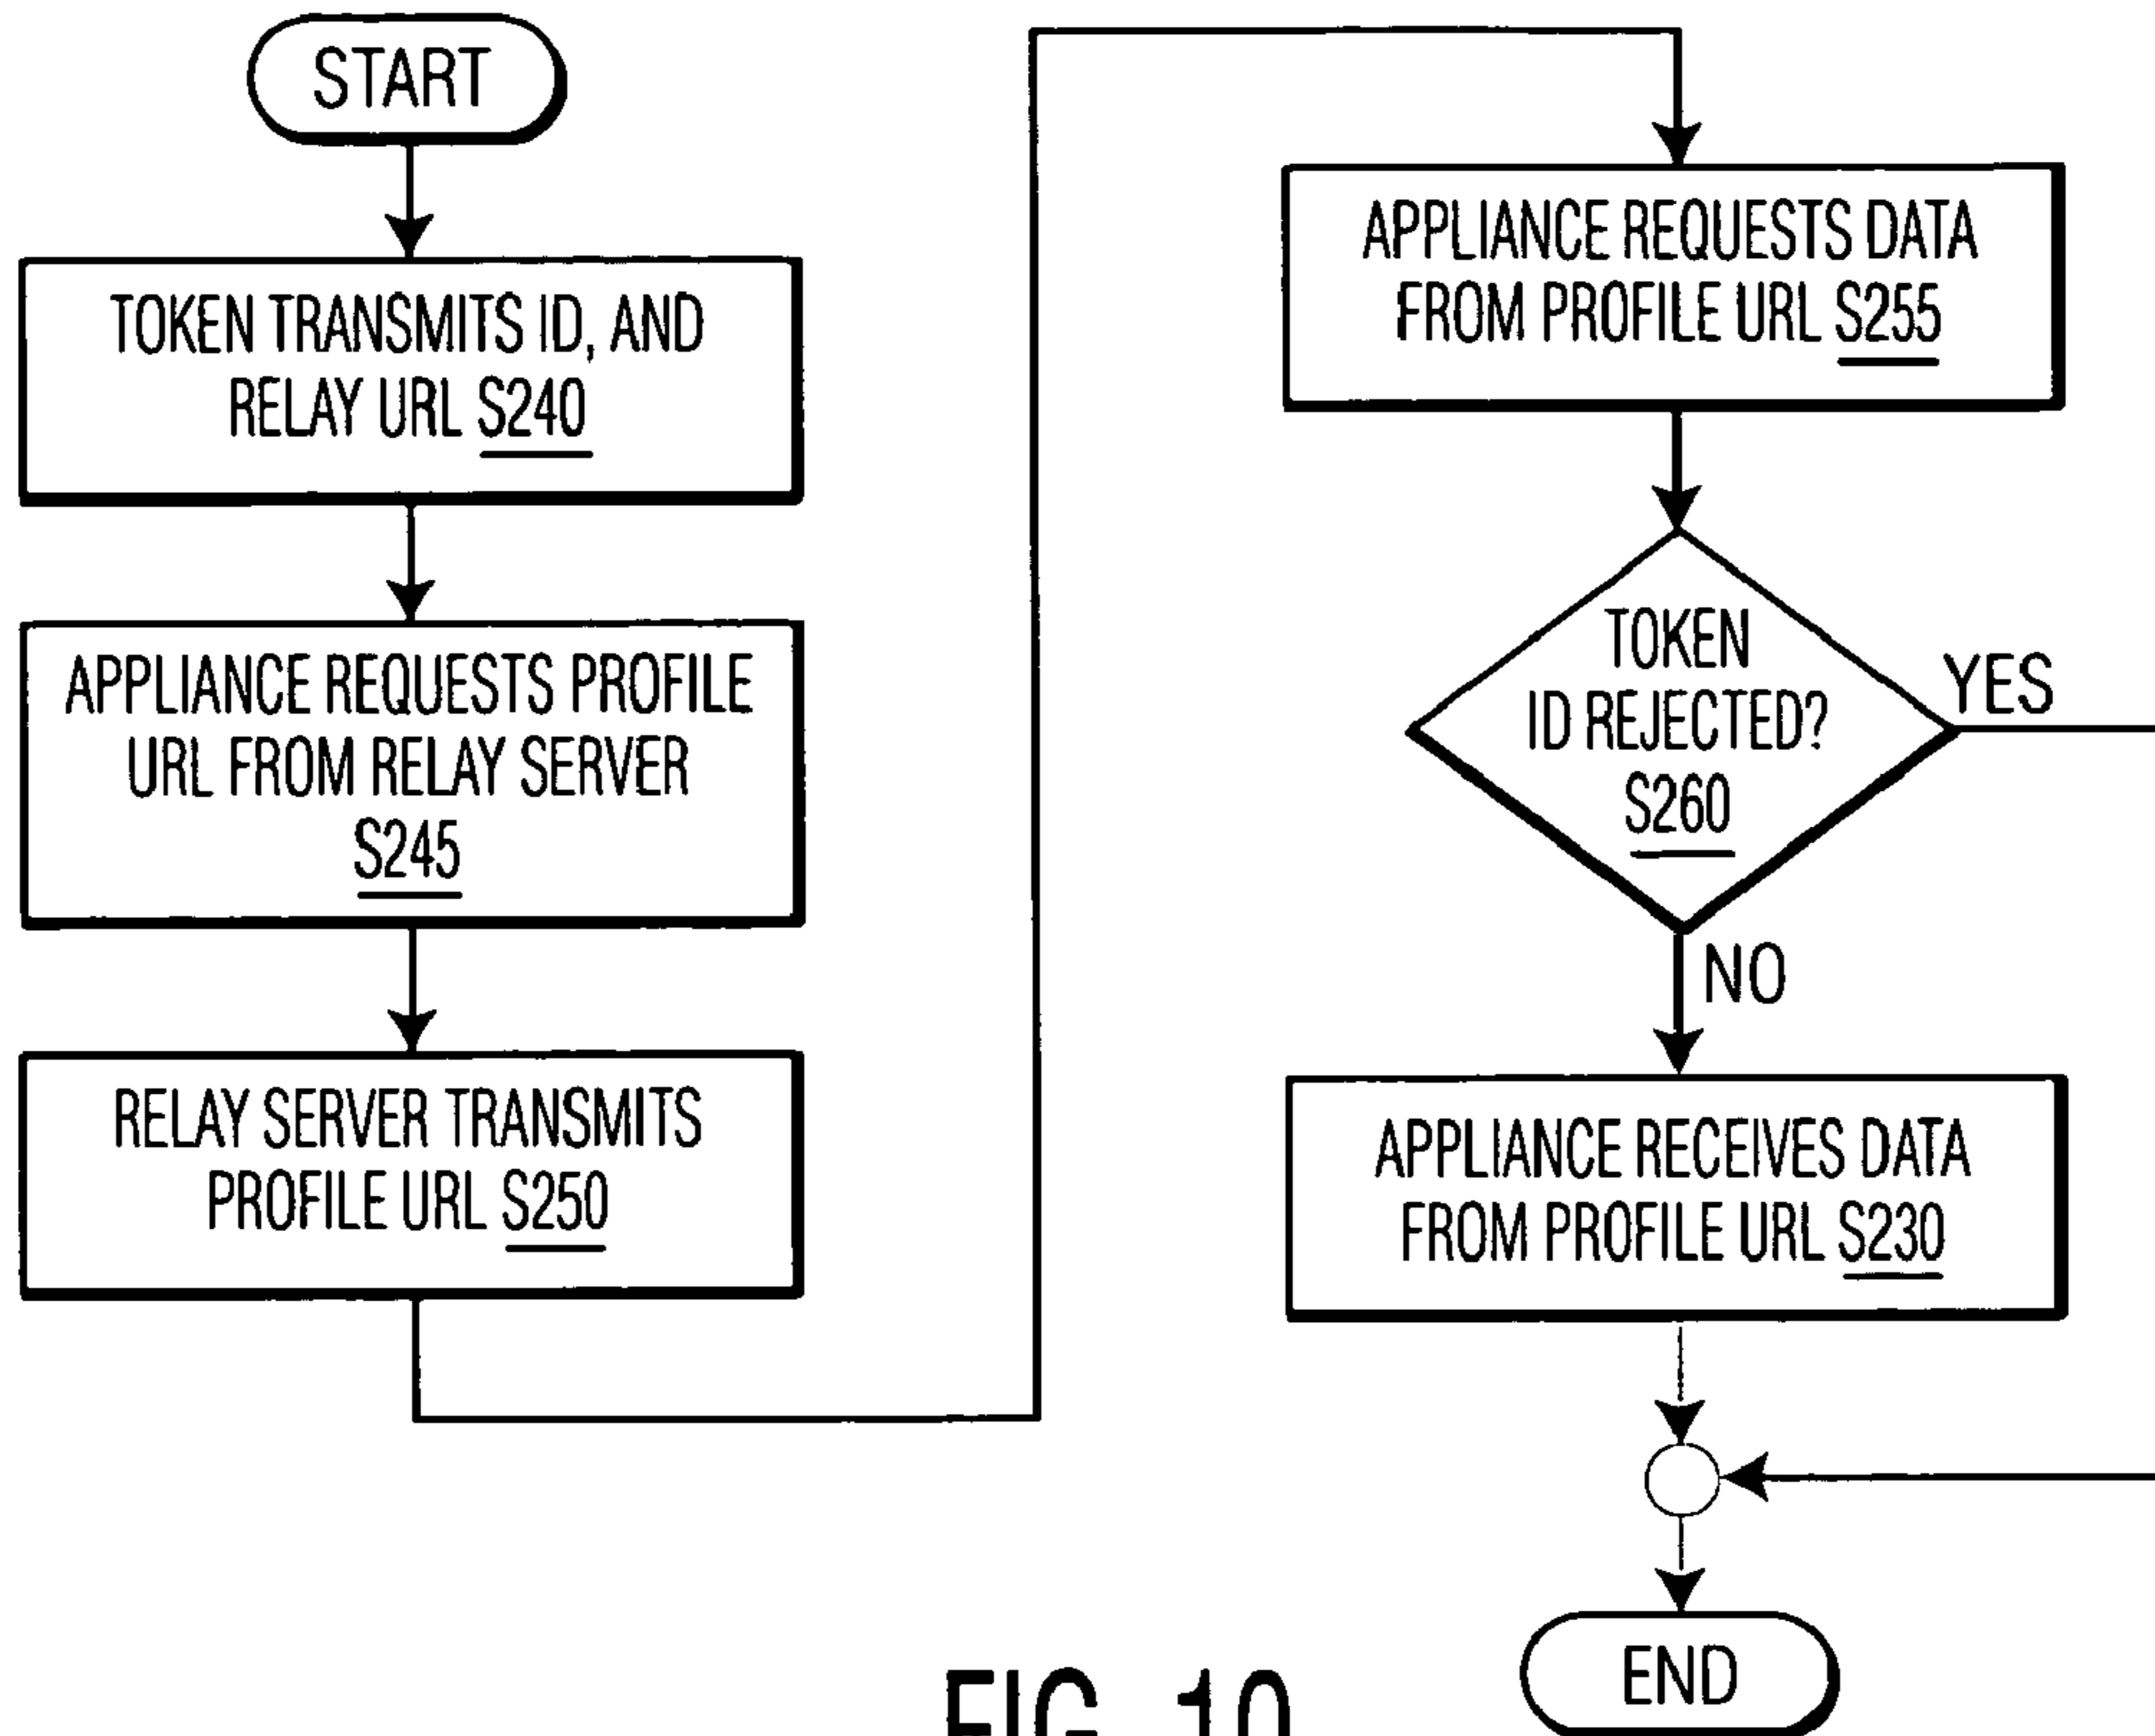 START
TOKEN TRANSMITS ID, AND
RELAY URL S240
APPLIANCE REQUESTS PROFILE
URL FROM RELAY SERVER
S245
RELAY SERVER TRANSMITS
PROFILE URL S250
APPLIANCE REQUESTS DATA
FROM PROFILE URL S255
TOKEN
ID REJECTED?
S260
YES
NO
APPLIANCE RECEIVES DATA
FROM PROFILE URL S230
END
FIG. 10